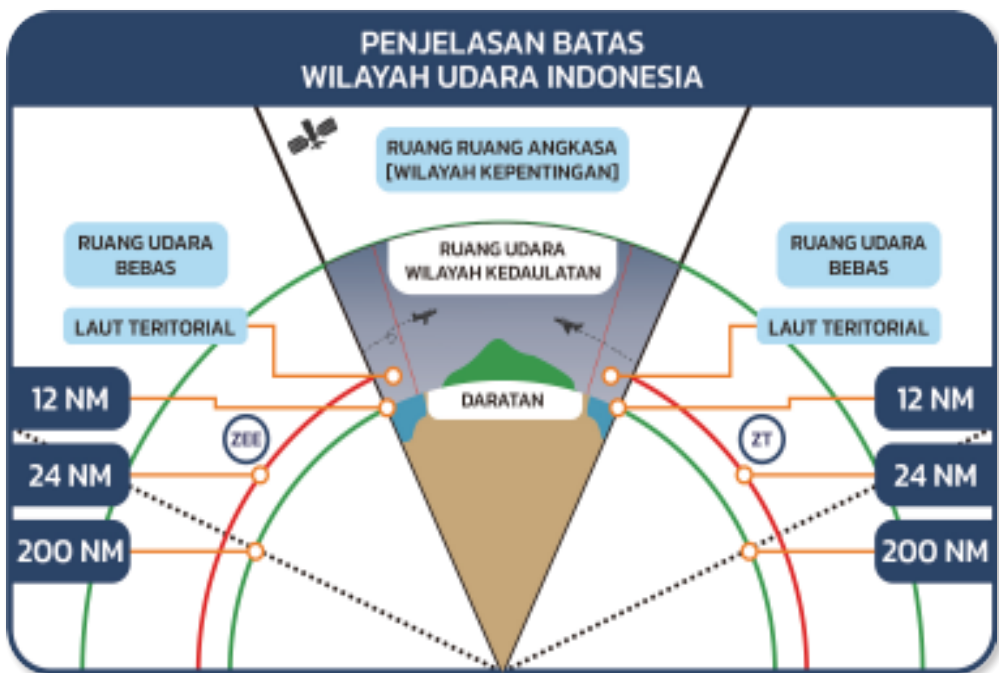 PENJELASAN BATAS
WILAYAH UDARA INDONESIA
RUANG RUANG ANGKASA
[WILAYAH KEPENTINGAN]
RUANG UDARA
BEBAS
RUANG UDARA
WILAYAH KEDAULATAN
RUANG UDARA
BEBAS
LAUT TERITORIAL
LAUT TERITORIAL
12 NM
DARATAN
12 NM
ZEE
ZT
24 NM
24 NM
200 NM
200 NM